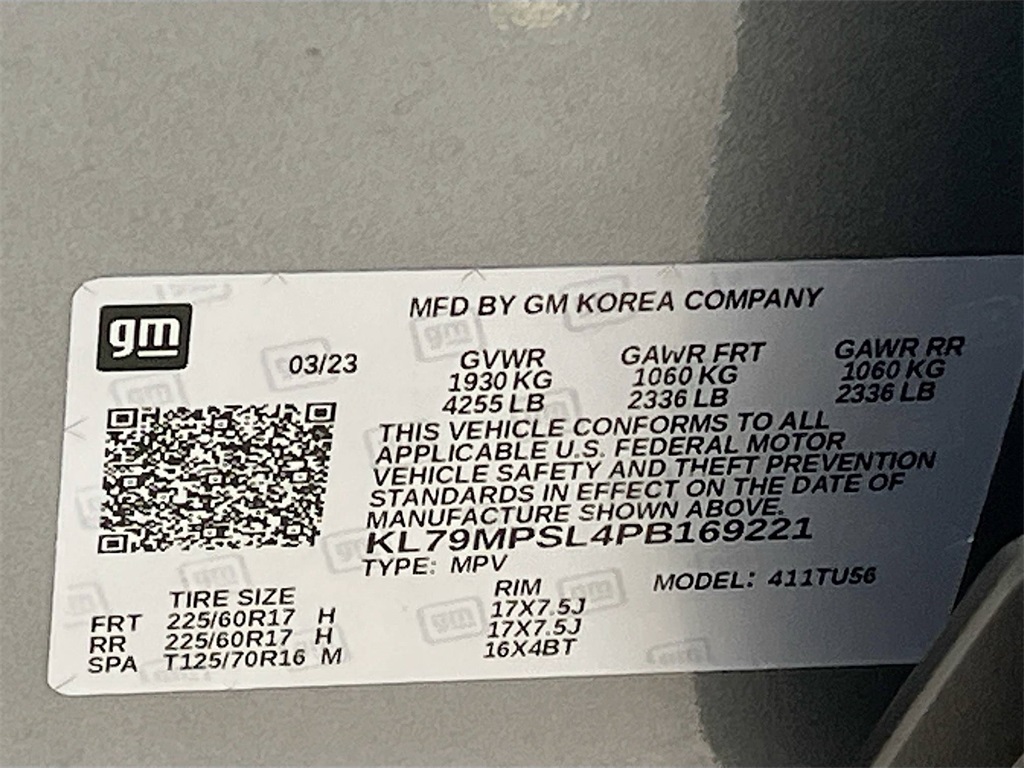 gm
MFD BY GM KOREA COMPANY
03/23
GVWR GAWR FRT GAWR RR
1930 KG 1060 KG 1060 KG
4255 LB 2336 LB 2336 LB
THIS VEHICLE CONFORMS TO ALL
APPLICABLE U.S. FEDERAL MOTOR
VEHICLE SAFETY AND THEFT PREVENTION
STANDARDS IN EFFECT ON THE DATE OF
MANUFACTURE SHOWN ABOVE.
KL79MPSL4PB169221
TYPE: MPV MODEL: 411TU56
TIRE SIZE RIM
FRT 225/60R17 H 17X7.5J
RR 225/60R17 H 17X7.5J
SPA T125/70R16 M 16X4BT